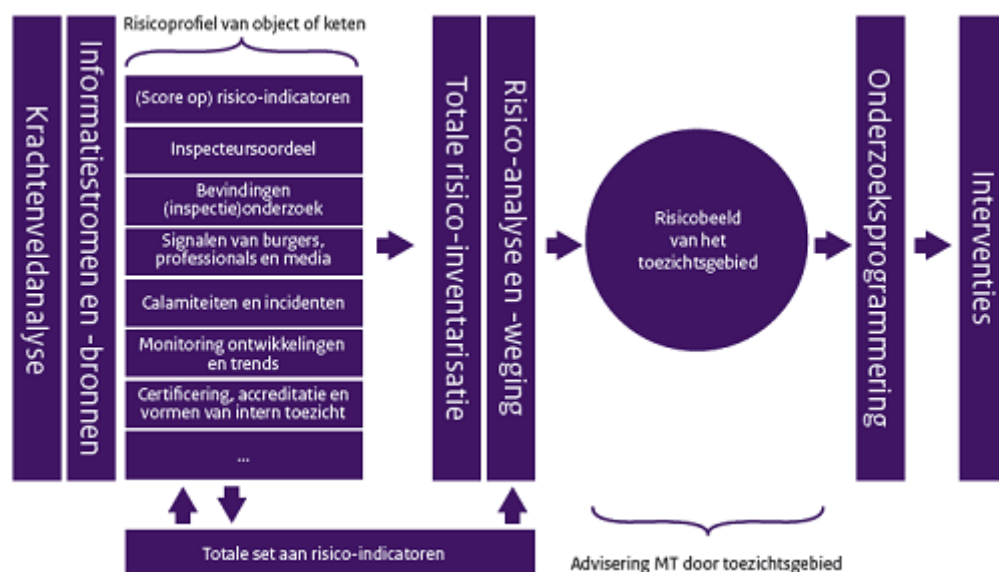 Risicoprofiel van object of keten
Krachtenveldanalyse
Informatiestromen en -bronnen
(Score op) risico-indicatoren
Inspecteursoordeel
Bevindingen
(inspectie)onderzoek
Signalen van burgers,
professionals en media
Calamiteiten en incidenten
Monitoring ontwikkelingen
en trends
Certificering, accreditatie en
vormen van intern toezicht
...
Totale risico-inventarisatie
Risico-analyse en -weging
Risicobeeld
van het
toezichtsgebied
Onderzoeksprogrammering
Interventies
Totale set aan risico-indicatoren
Advisering MT door toezichtsgebied